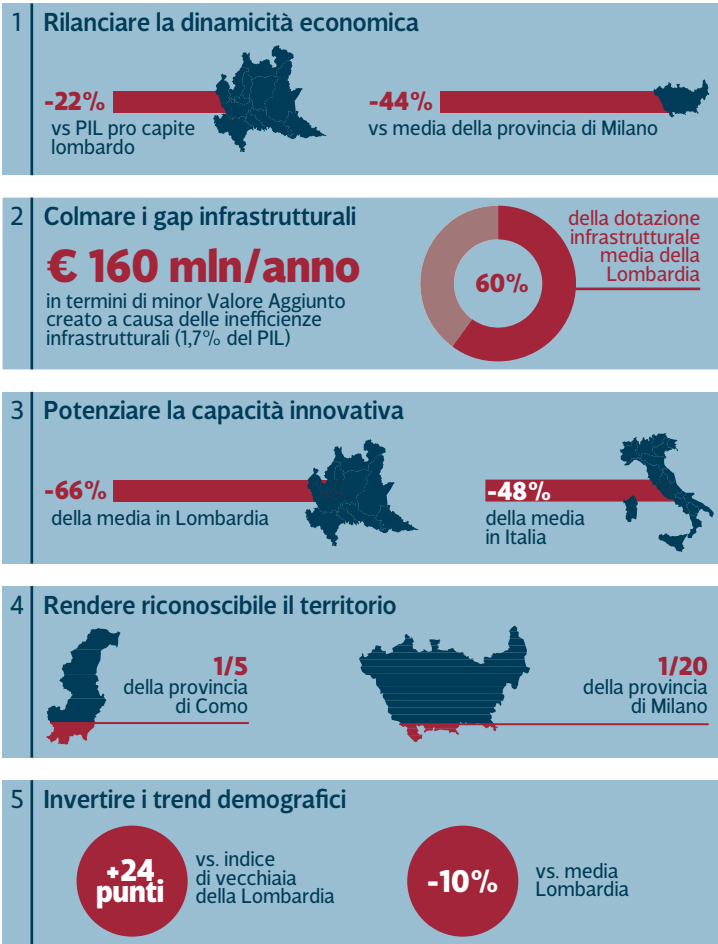 1 Rilanciare la dinamicità economica
-22%
vs PIL pro capite
lombardo
-44%
vs media della provincia di Milano
2 Colmare i gap infrastrutturali
€ 160 mln/anno
in termini di minor Valore Aggiunto
creato a causa delle inefficienze
infrastrutturali (1,7% del PIL)
60%
della dotazione
infrastrutturale
media della
Lombardia
3 Potenziare la capacità innovativa
-66%
della media in Lombardia
-48%
della media
in Italia
4 Rendere riconoscibile il territorio
1/5
della provincia
di Como
1/20
della provincia
di Milano
5 Invertire i trend demografici
+24
punti
vs. indice
di vecchiaia
della Lombardia
-10%
vs. media
Lombardia